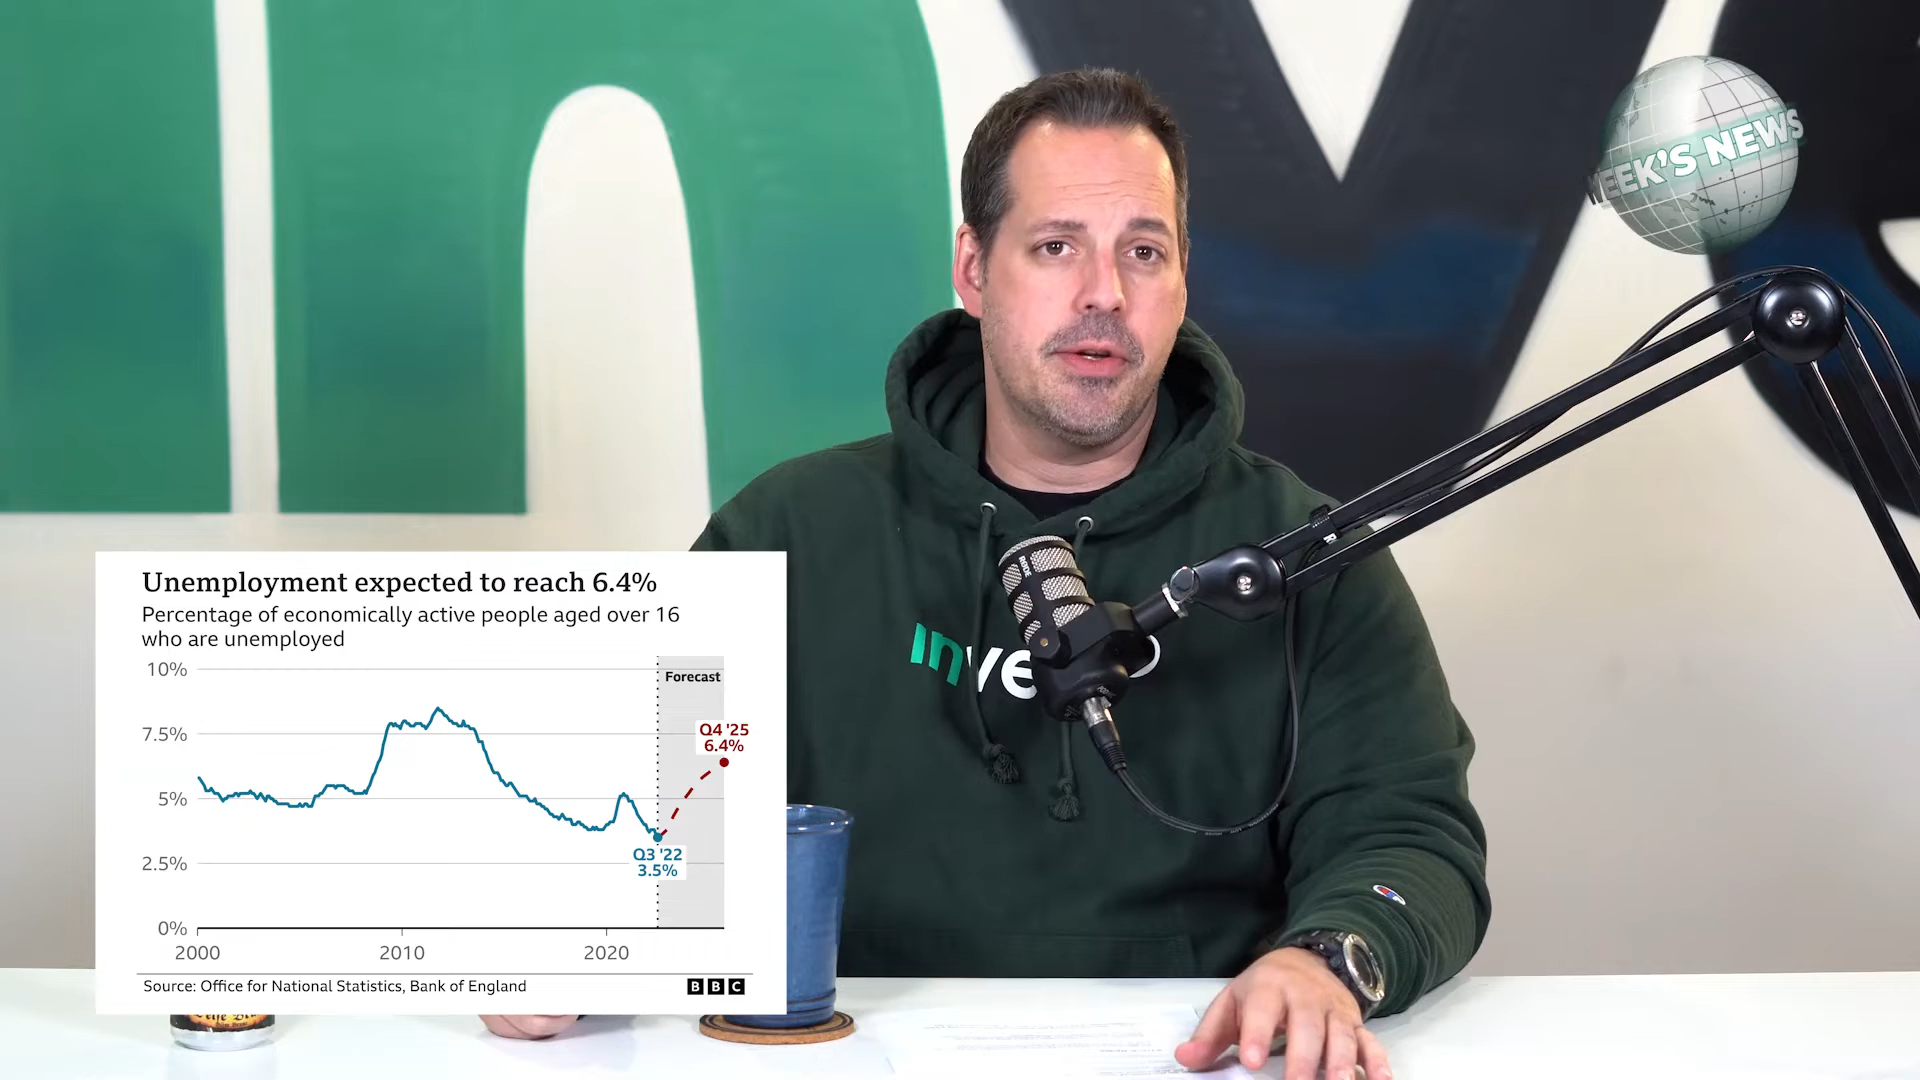 WEEK'S NEWS
Unemployment expected to reach 6.4%
Percentage of economically active people aged over 16
who are unemployed
10%
Forecast
7.5%
Q4 '25
6.4%
5%
Q3 '22
3.5%
2.5%
0%
2000
2010
2020
Source: Office for National Statistics, Bank of England
BBC
RØDE
inve